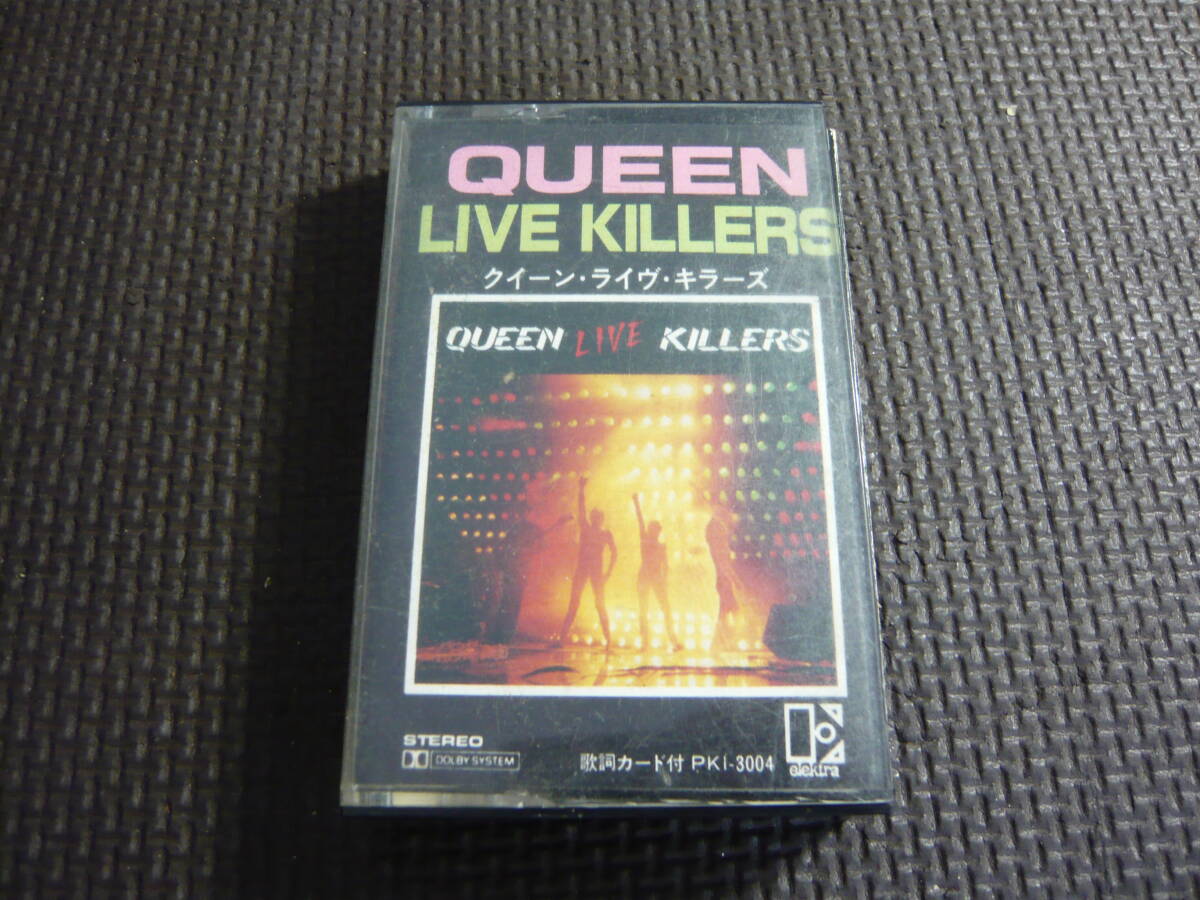 QUEEN
LIVE KILLERS
クイーン・ライヴ・キラーズ
QUEEN LIVE KILLERS
STEREO
DOLBY SYSTEM
歌詞カード付 PKI-3004
elektra